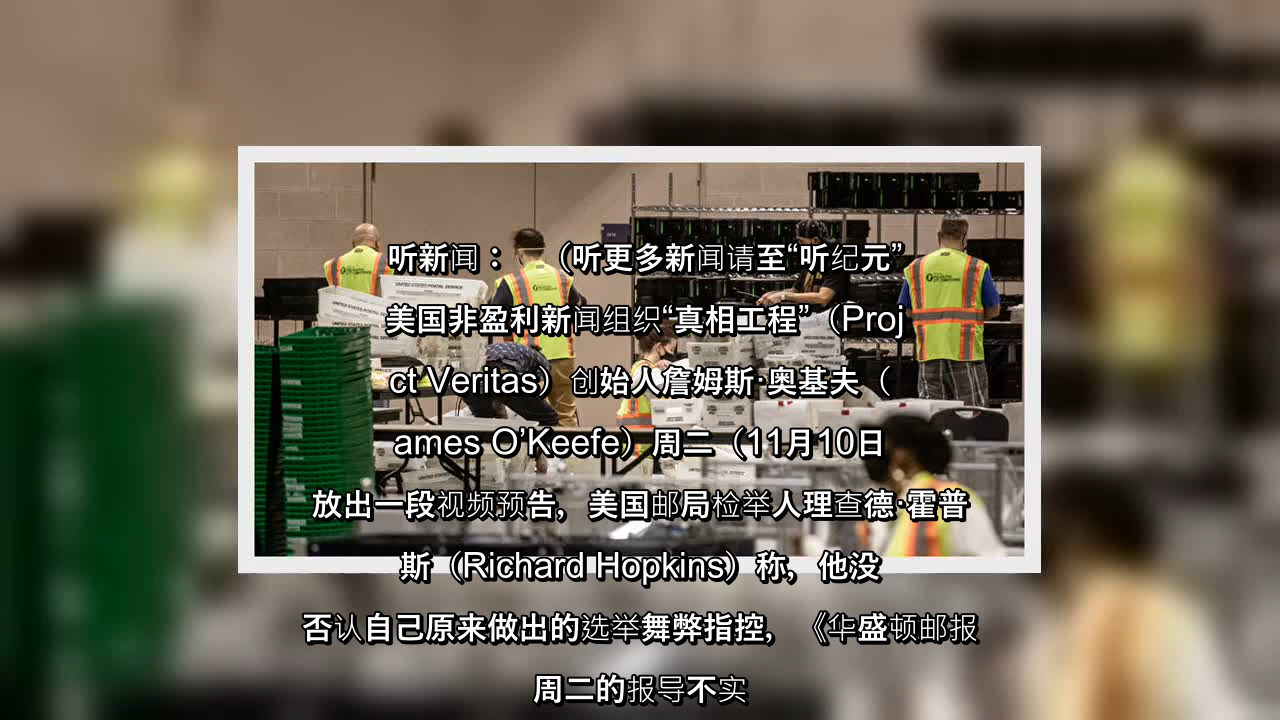 听新闻： （听更多新闻请至“听纪元”
美国非盈利新闻组织“真相工程”（Proj
ct Veritas）创始人詹姆斯·奥基夫（
ames O’Keefe）周二（11月10日
放出一段视频预告，美国邮局检举人理查德·霍普
斯（Richard Hopkins）称，他没
否认自己原来做出的选举舞弊指控，《华盛顿邮报
周二的报导不实
UNITED STATES POSTAL SERVICE